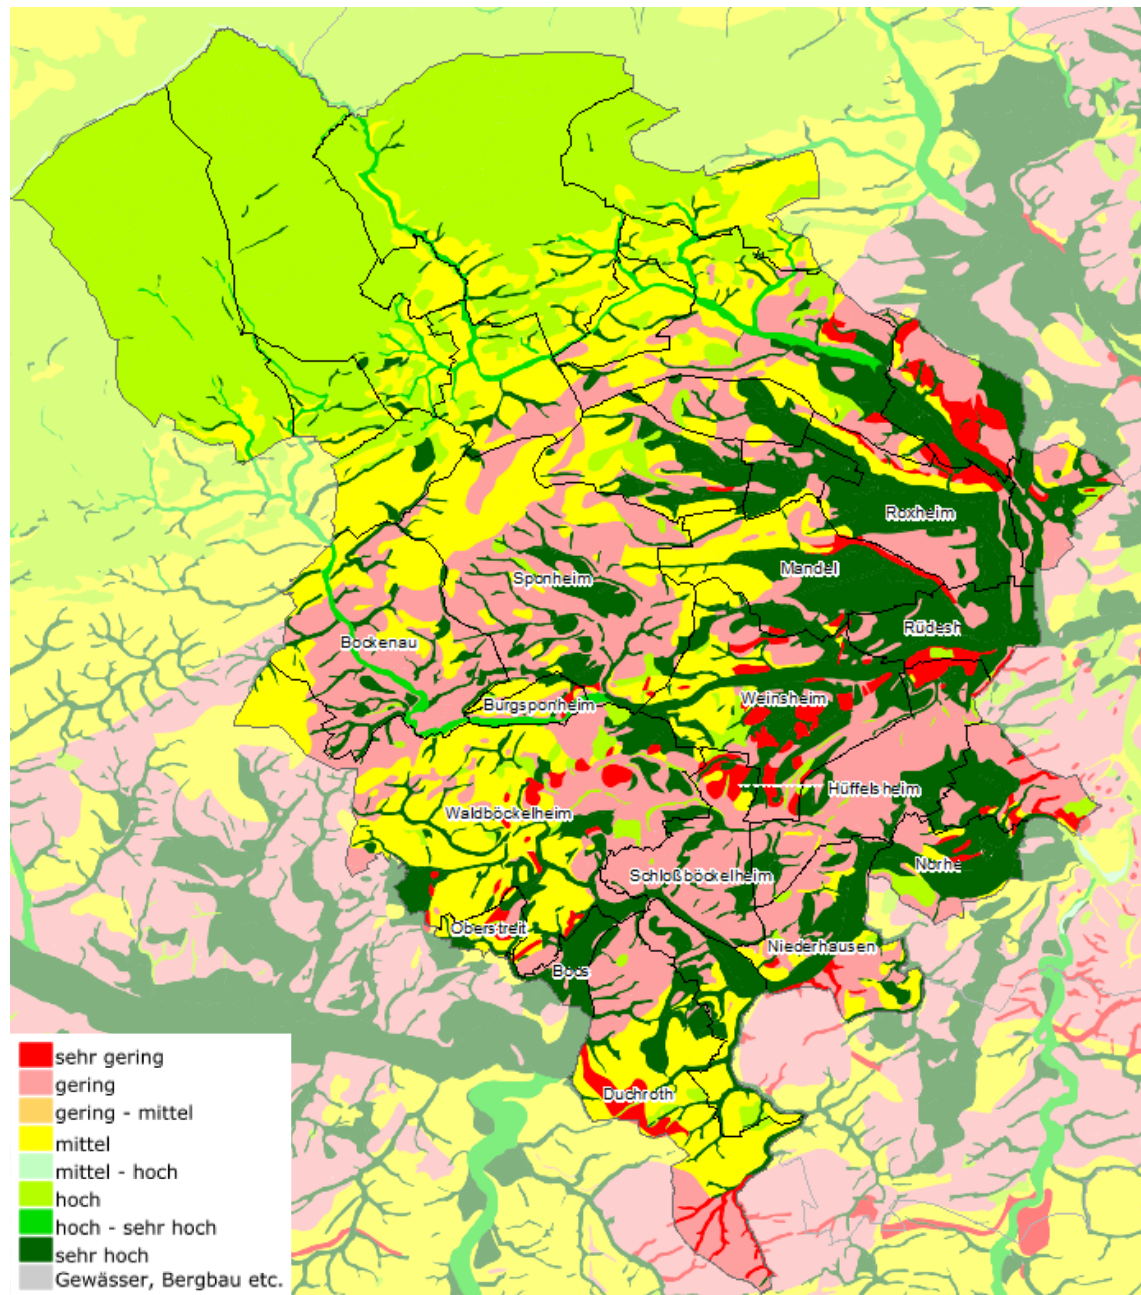 Roxheim
Mandel
Sponheim
Rüdesh
Bockenau
Weinsheim
Burgsponheim
Hüffelsheim
Waldböckelheim
Norhe
Schloßböckelheim
Oberstreit
Niederhausen
Boos
Duchroth
sehr gering
gering
gering - mittel
mittel
mittel - hoch
hoch
hoch - sehr hoch
sehr hoch
Gewässer, Bergbau etc.